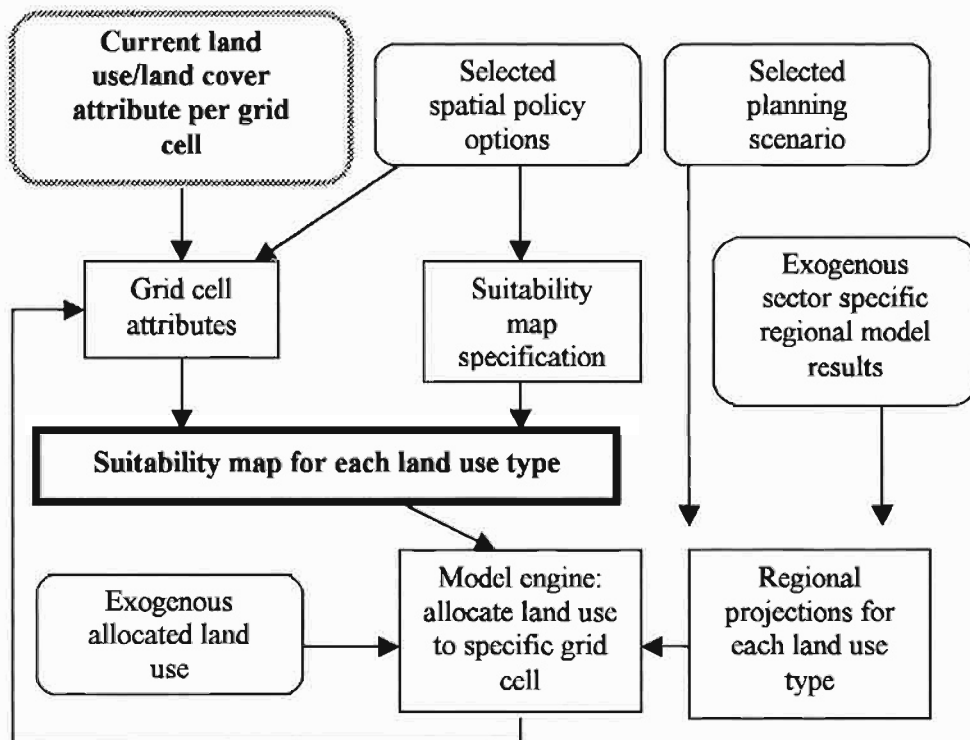 Current land
use/land cover
attribute per grid
cell
Selected
spatial policy
options
Selected
planning
scenario
Grid cell
attributes
Suitability
map
specification
Exogenous
sector specific
regional model
results
Suitability map for each land use type
Exogenous
allocated land
use
Model engine:
allocate land use
to specific grid
cell
Regional
projections for
each land use
type